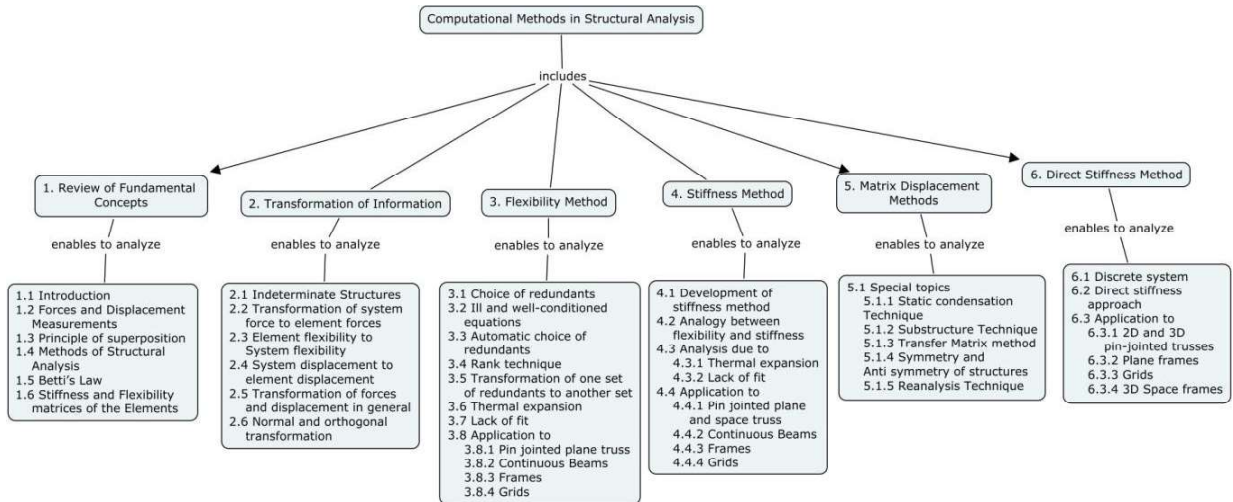 Computational Methods in Structural Analysis
includes
1. Review of Fundamental
Concepts
enables to analyze
1.1 Introduction
1.2 Forces and Displacement
Measurements
1.3 Principle of superposition
1.4 Methods of Structural
Analysis
1.5 Betti's Law
1.6 Stiffness and Flexibility
matrices of the Elements
2. Transformation of Information
enables to analyze
2.1 Indeterminate Structures
2.2 Transformation of system
force to element forces
2.3 Element flexibility to
System flexibility
2.4 System displacement to
element displacement
2.5 Transformation of forces
and displacement in general
2.6 Normal and orthogonal
transformation
3. Flexibility Method
enables to analyze
3.1 Choice of redundants
3.2 Ill and well-conditioned
equations
3.3 Automatic choice of
redundants
3.4 Rank technique
3.5 Transformation of one set
of redundants to another set
3.6 Thermal expansion
3.7 Lack of fit
3.8 Application to
3.8.1 Pin jointed plane truss
3.8.2 Continuous Beams
3.8.3 Frames
3.8.4 Grids
4. Stiffness Method
enables to analyze
4.1 Development of
stiffness method
4.2 Analogy between
flexibility and stiffness
4.3 Analysis due to
4.3.1 Thermal expansion
4.3.2 Lack of fit
4.4 Application to
4.4.1 Pin jointed plane
and space truss
4.4.2 Continuous Beams
4.4.3 Frames
4.4.4 Grids
5. Matrix Displacement
Methods
enables to analyze
5.1 Special topics
5.1.1 Static condensation
Technique
5.1.2 Substructure Technique
5.1.3 Transfer Matrix method
5.1.4 Symmetry and
Anti symmetry of structures
5.1.5 Reanalysis Technique
6. Direct Stiffness Method
enables to analyze
6.1 Discrete system
6.2 Direct stiffness
approach
6.3 Application to
6.3.1 2D and 3D
pin-jointed trusses
6.3.2 Plane frames
6.3.3 Grids
6.3.4 3D Space frames